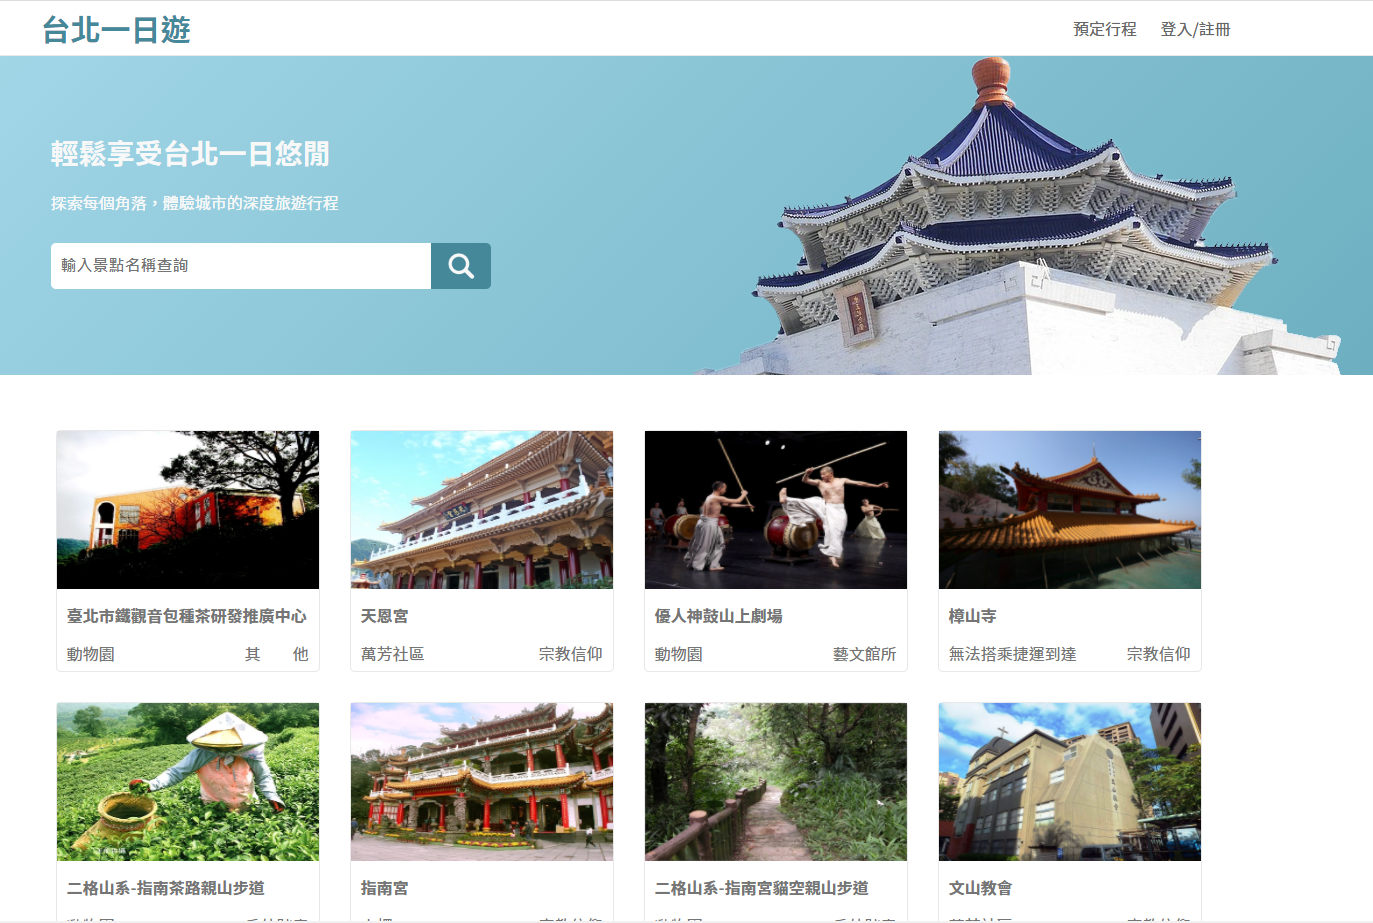 台北一日遊
預定行程 登入/註冊
輕鬆享受台北一日悠閒
探索每個角落，體驗城市的深度旅遊行程
輸入景點名稱查詢
臺北市鐵觀音包種茶研發推廣中心
動物園 其 他
天恩宮
萬芳社區 宗教信仰
優人神鼓山上劇場
動物園 藝文館所
樟山寺
無法搭乘捷運到達 宗教信仰
二格山系-指南茶路親山步道
指南宮
二格山系-指南宮貓空親山步道
文山教會